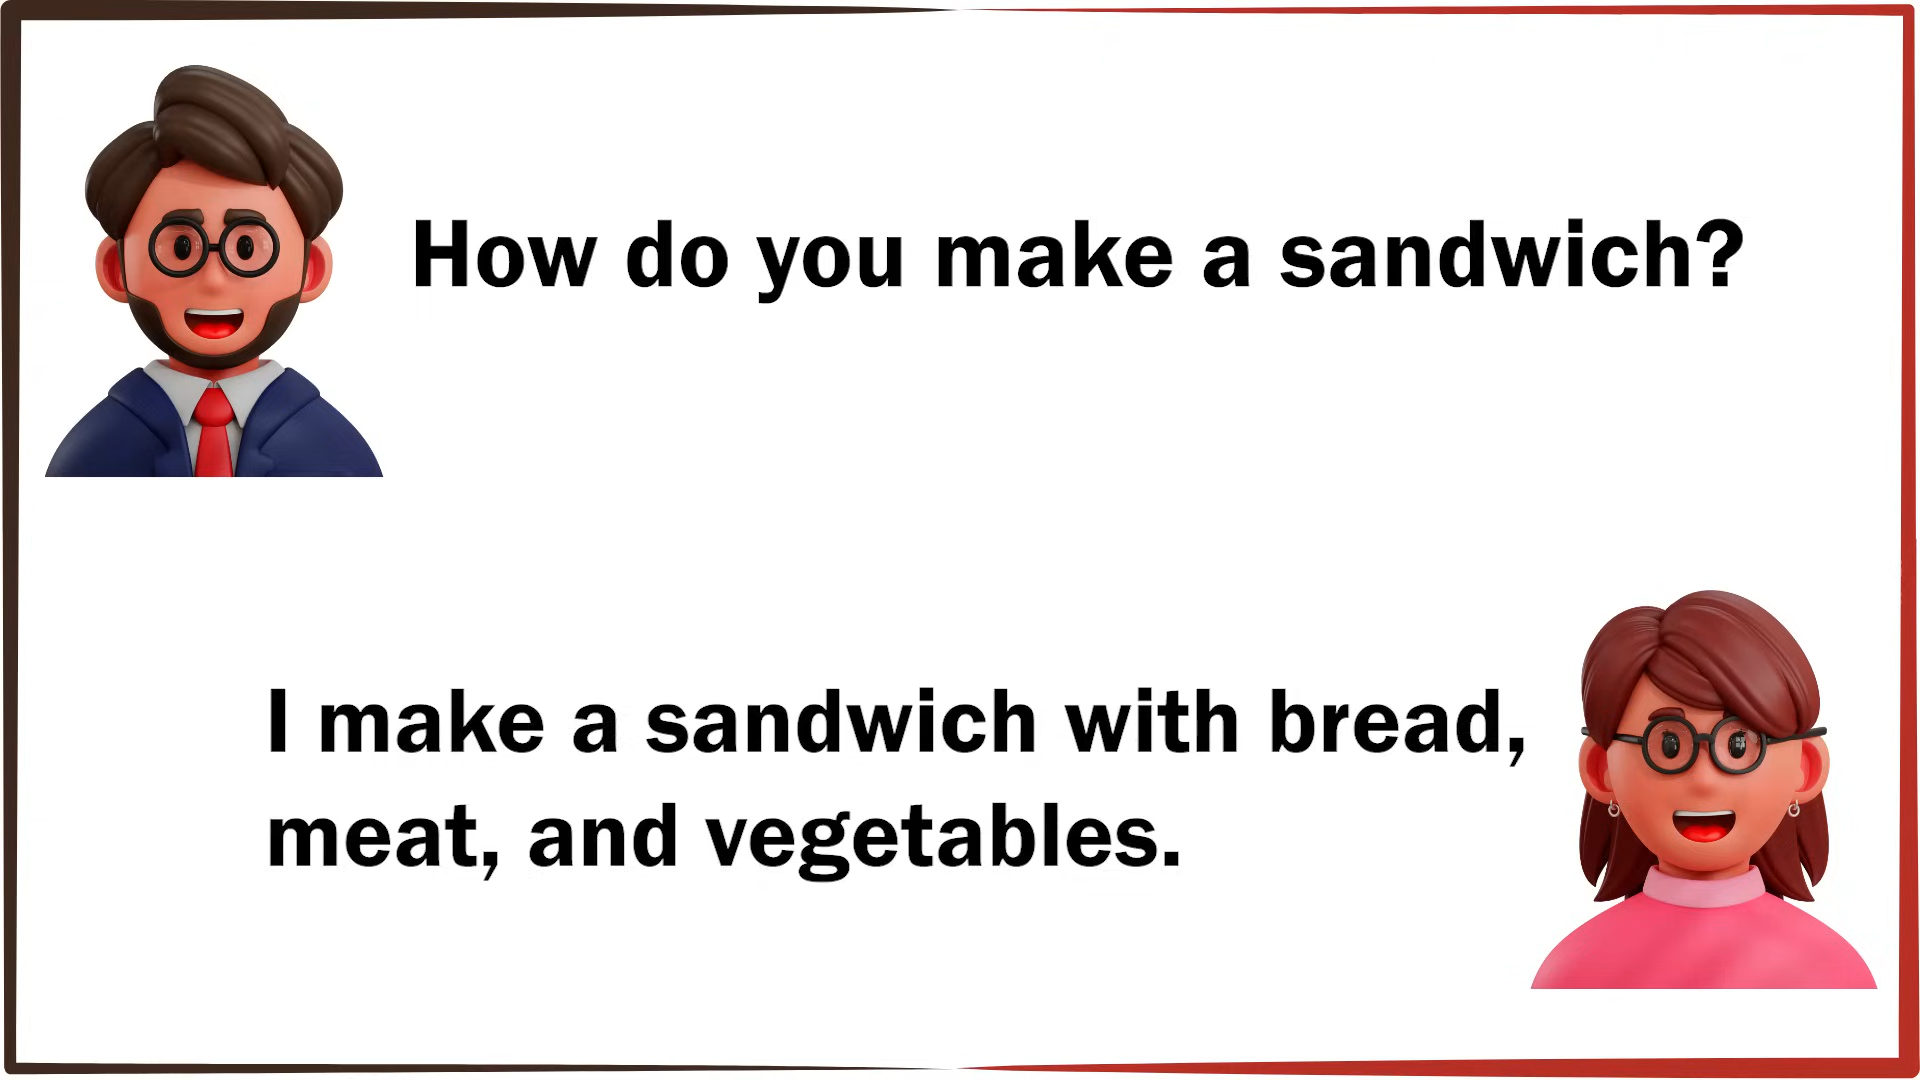 How do you make a sandwich?
I make a sandwich with bread,
meat, and vegetables.